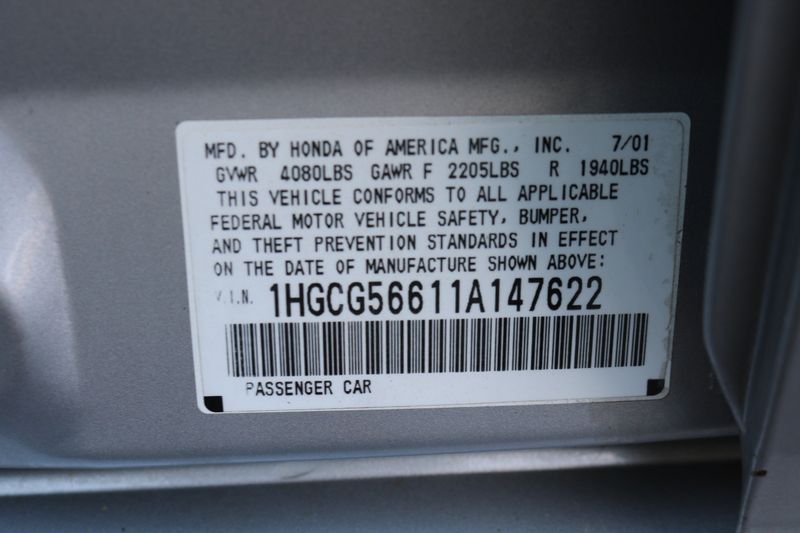 MFD. BY HONDA OF AMERICA MFG., INC. 7/01
GVWR 4080LBS GAWR F 2205LBS R 1940LBS
THIS VEHICLE CONFORMS TO ALL APPLICABLE
FEDERAL MOTOR VEHICLE SAFETY, BUMPER,
AND THEFT PREVENTION STANDARDS IN EFFECT
ON THE DATE OF MANUFACTURE SHOWN ABOVE:
V.I.N. 1HGCG56611A147622
PASSENGER CAR